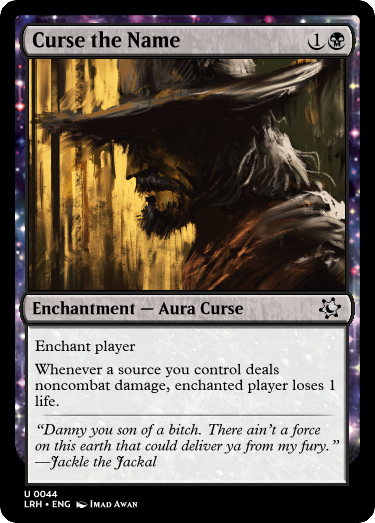 Curse the Name 1
Enchantment — Aura Curse
Enchant player
Whenever a source you control deals
noncombat damage, enchanted player loses 1
life.
“Danny you son of a bitch. There ain’t a force
on this earth that could deliver ya from my fury.”
—Jackle the Jackal
U 0044
LRH • ENG Imad Awan